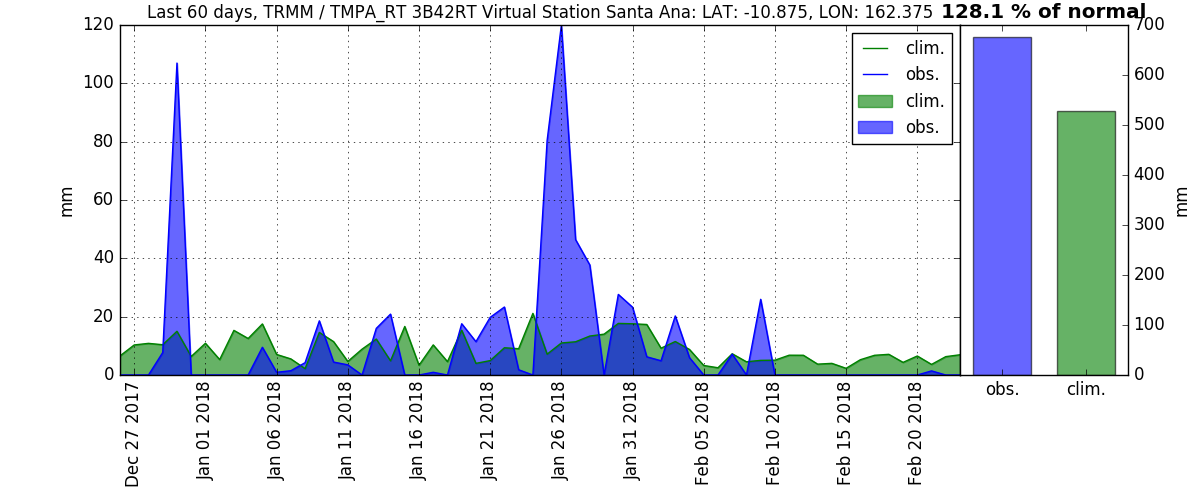 Last 60 days, TRMM / TMPA_RT 3B42RT Virtual Station Santa Ana: LAT: -10.875, LON: 162.375 128.1 % of normal
120
100
80
60
40
20
0
mm
clim.
obs.
clim.
obs.
Dec 27 2017
Jan 01 2018
Jan 06 2018
Jan 11 2018
Jan 16 2018
Jan 21 2018
Jan 26 2018
Jan 31 2018
Feb 05 2018
Feb 10 2018
Feb 15 2018
Feb 20 2018
700
600
500
400
300
200
100
0
mm
obs.
clim.